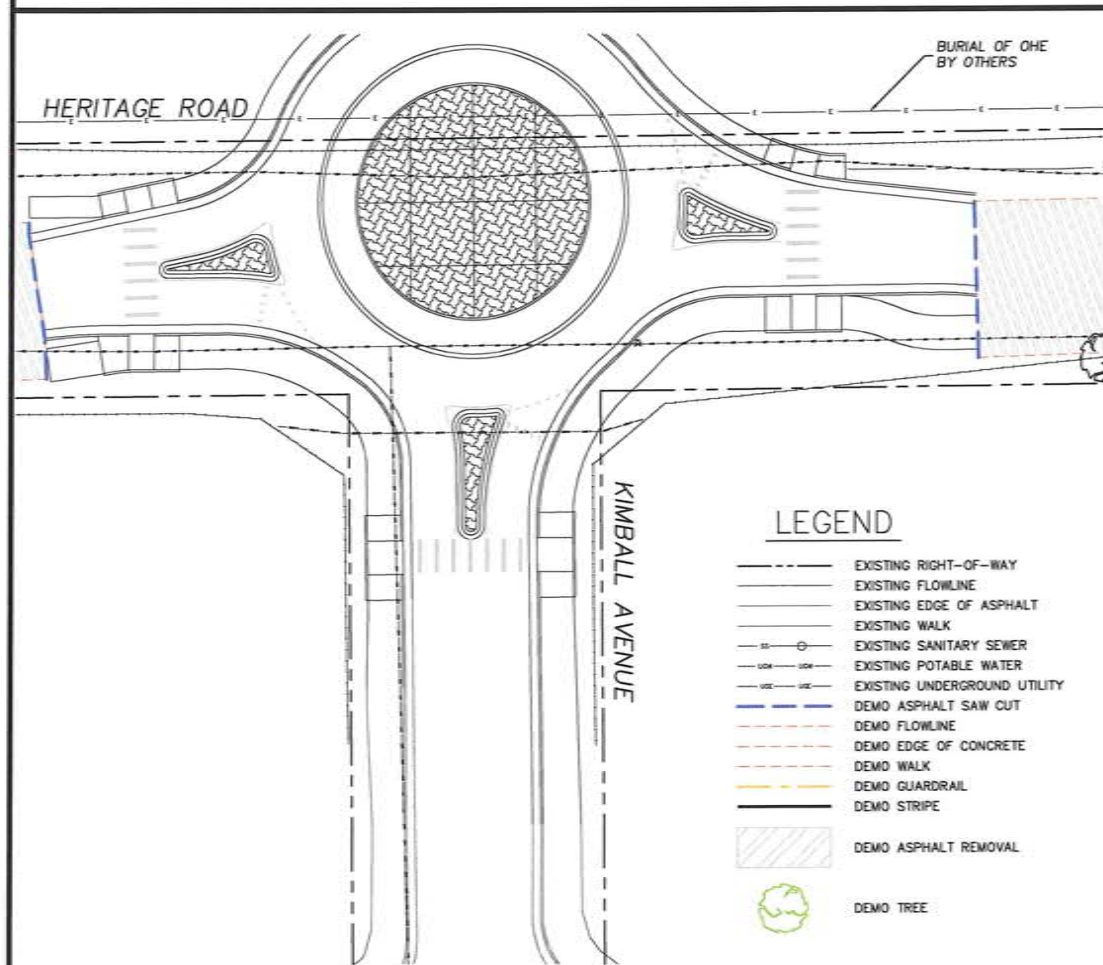 BURIAL OF OHE
BY OTHERS
HERITAGE ROAD
E E E E E E E E E E
KIMBALL AVENUE
LEGEND
EXISTING RIGHT-OF-WAY
EXISTING FLOWLINE
EXISTING EDGE OF ASPHALT
EXISTING WALK
SS EXISTING SANITARY SEWER
EXISTING POTABLE WATER
EXISTING UNDERGROUND UTILITY
DEMO ASPHALT SAW CUT
DEMO FLOWLINE
DEMO EDGE OF CONCRETE
DEMO WALK
DEMO GUARDRAIL
DEMO STRIPE
DEMO ASPHALT REMOVAL
DEMO TREE